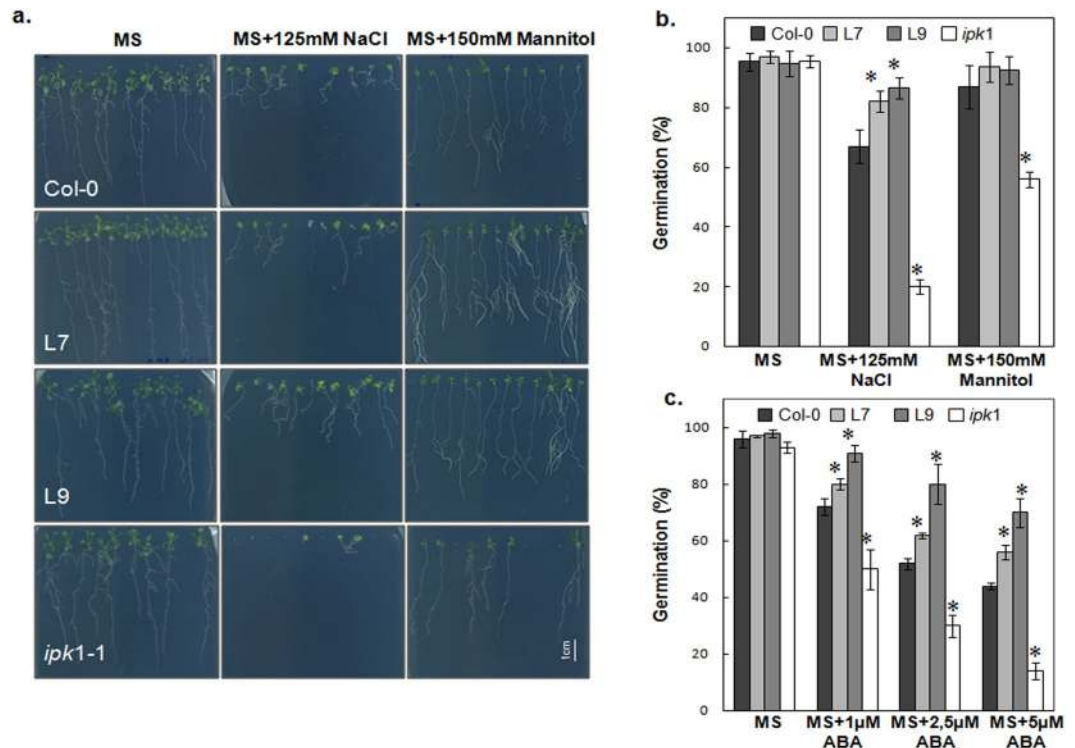 a.
MS
MS+125mM NaCl
MS+150mM Mannitol
Col-0
L7
L9
ipk1-1
1cm
b.
Col-0 L7 L9 ipk1
Germination (%)
100
80
60
40
20
0
* * * *
MS
MS+125mM NaCl
MS+150mM Mannitol
c.
Col-0 L7 L9 ipk1
Germination (%)
100
80
60
40
20
0
* * * * * * * * *
MS
MS+1µM ABA
MS+2,5µM ABA
MS+5µM ABA